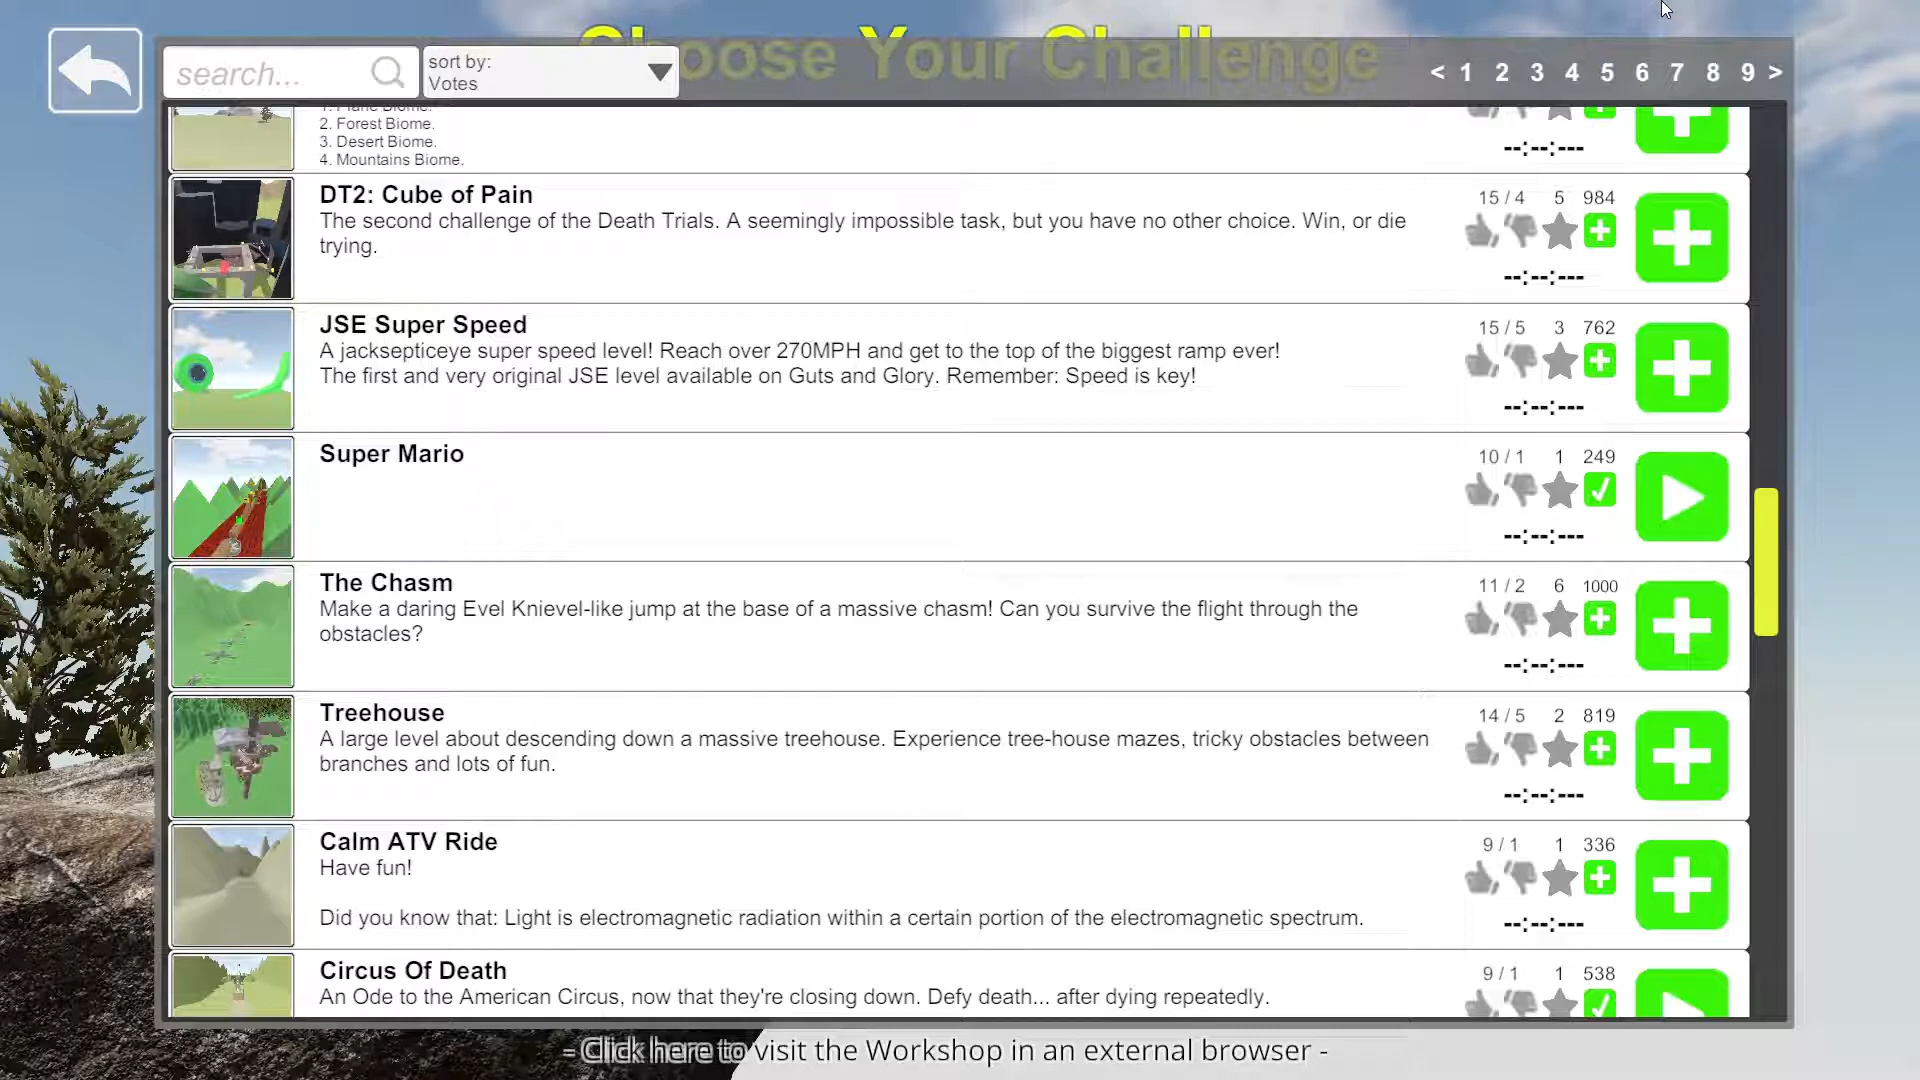 Choose Your Challenge
search...
sort by:
Votes
< 1 2 3 4 5 6 7 8 9 >
1. Plane Biome.
2. Forest Biome.
3. Desert Biome.
4. Mountains Biome.
--:--:---
DT2: Cube of Pain
The second challenge of the Death Trials. A seemingly impossible task, but you have no other choice. Win, or die
trying.
15 / 4 5 984
--:--:---
JSE Super Speed
A jacksepticeye super speed level! Reach over 270MPH and get to the top of the biggest ramp ever!
The first and very original JSE level available on Guts and Glory. Remember: Speed is key!
15 / 5 3 762
--:--:---
Super Mario
10 / 1 1 249
--:--:---
The Chasm
Make a daring Evel Knievel-like jump at the base of a massive chasm! Can you survive the flight through the
obstacles?
11 / 2 6 1000
--:--:---
Treehouse
A large level about descending down a massive treehouse. Experience tree-house mazes, tricky obstacles between
branches and lots of fun.
14 / 5 2 819
--:--:---
Calm ATV Ride
Have fun!
Did you know that: Light is electromagnetic radiation within a certain portion of the electromagnetic spectrum.
9 / 1 1 336
--:--:---
Circus Of Death
An Ode to the American Circus, now that they're closing down. Defy death... after dying repeatedly.
9 / 1 1 538
- Click here to visit the Workshop in an external browser -